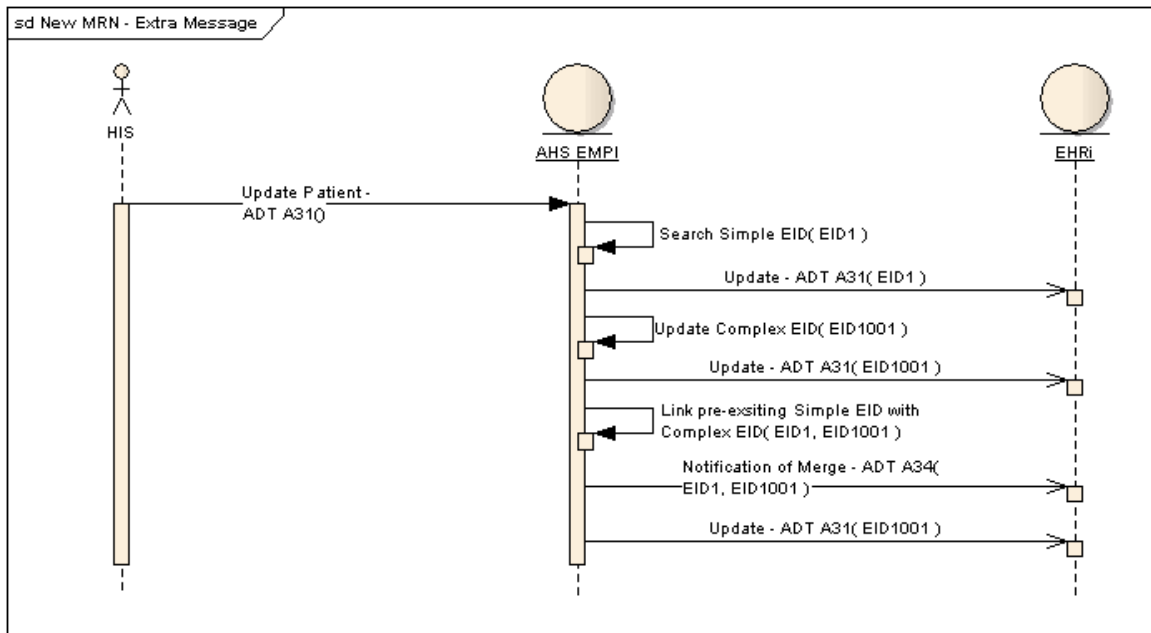 sd New MRN - Extra Message
HIS
AHS EMPI
EHRi
Update Patient -
ADT A31()
Search Simple EID( EID1 )
Update - ADT A31( EID1 )
Update Complex EID( EID1001 )
Update - ADT A31( EID1001 )
Link pre-exsiting Simple EID with
Complex EID( EID1, EID1001 )
Notification of Merge - ADT A34(
EID1, EID1001 )
Update - ADT A31( EID1001 )